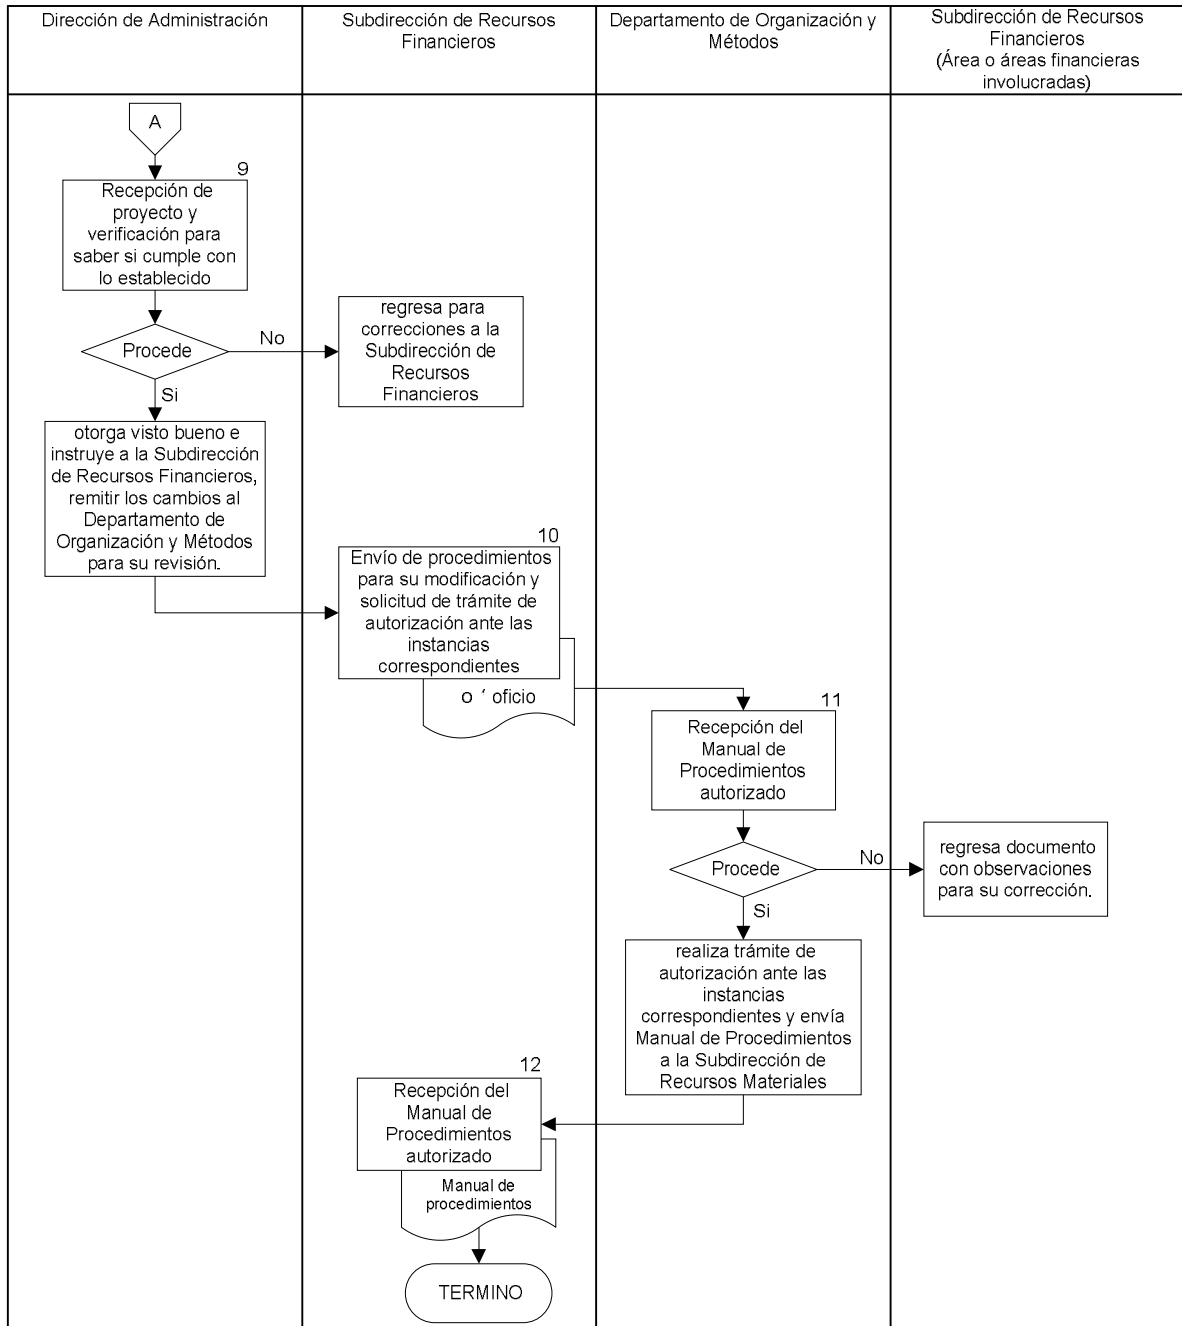 Dirección de Administración
Subdirección de Recursos
Financieros
Departamento de Organización y
Métodos
Subdirección de Recursos
Financieros
(Área o áreas financieras
involucradas)
A
9
Recepción de
proyecto y
verificación para
saber si cumple con
lo establecido
Procede
No
regresa para
correcciones a la
Subdirección de
Recursos
Financieros
Si
otorga visto bueno e
instruye a la Subdirección
de Recursos Financieros,
remitir los cambios al
Departamento de
Organización y Métodos
para su revisión.
10
Envío de procedimientos
para su modificación y
solicitud de trámite de
autorización ante las
instancias
correspondientes
o ‘ oficio
11
Recepción del
Manual de
Procedimientos
autorizado
Procede
No
regresa documento
con observaciones
para su corrección.
Si
realiza trámite de
autorización ante las
instancias
correspondientes y envía
Manual de Procedimientos
a la Subdirección de
Recursos Materiales
12
Recepción del
Manual de
Procedimientos
autorizado
Manual de
procedimientos
TERMINO